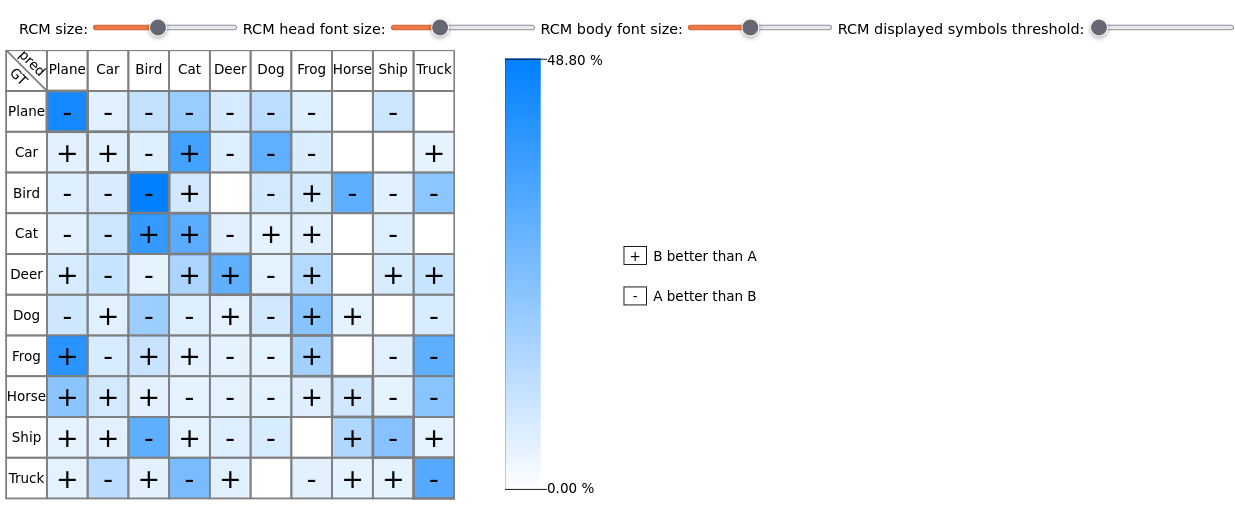 RCM size: RCM head font size: RCM body font size: RCM displayed symbols threshold:
pred GT Plane Car Bird Cat Deer Dog Frog Horse Ship Truck
Plane - - - - - - - -
Car + + - + - - - +
Bird - - - + - + - - -
Cat - - + + - + + -
Deer + - - + + - + + +
Dog - + - - + - + + -
Frog + - + + - - + - -
Horse + + + - - - + + - -
Ship + + - + - - + - +
Truck + - + - + - + + -
48.80 %
0.00 %
+ B better than A
- A better than B